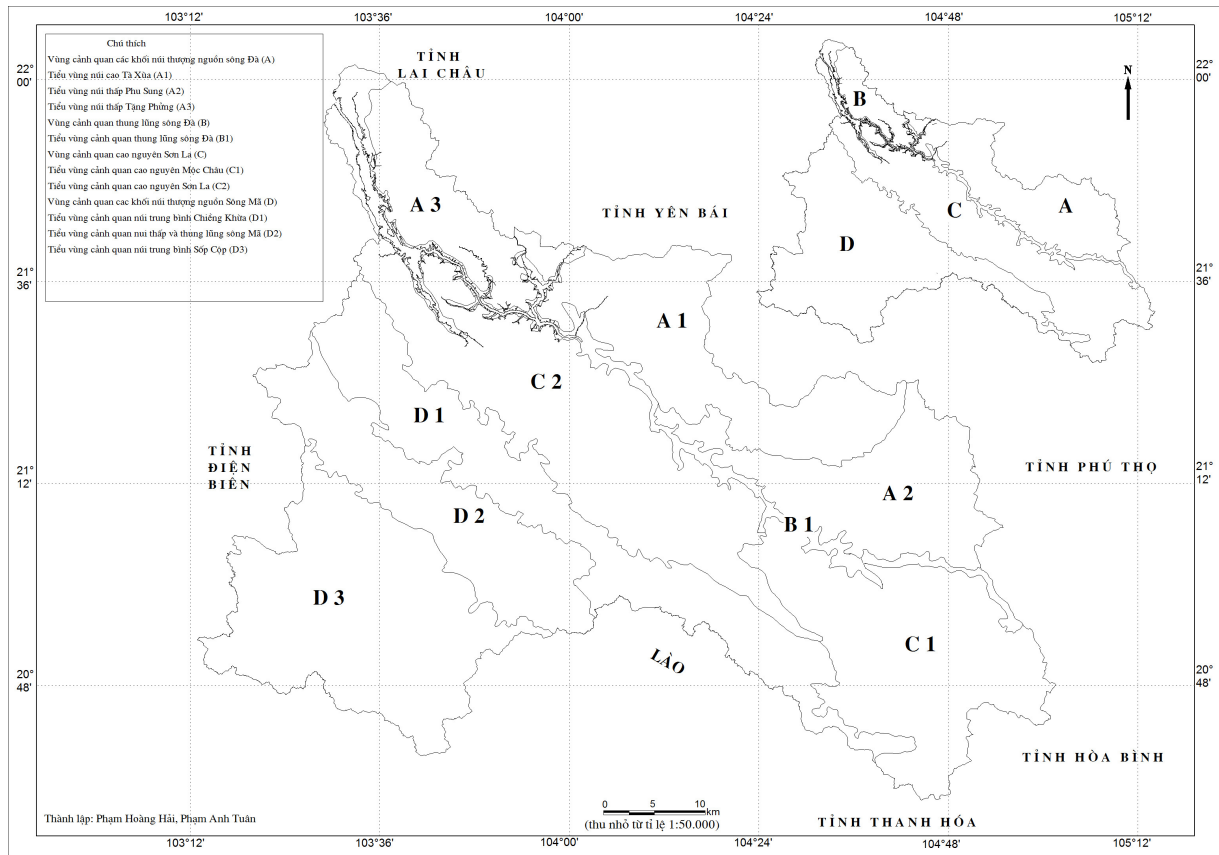 103°12' 103°36' 104°00' 104°24' 104°48' 105°12'
22°
00'
22°
00'
Chú thích
Vùng cảnh quan các khối núi thượng nguồn sông Đà (A)
Tiểu vùng núi cao Tà Xùa (A1)
Tiểu vùng núi thấp Phu Sung (A2)
Tiểu vùng núi thấp Tặng Phửng (A3)
Vùng cảnh quan thung lũng sông Đà (B)
Tiểu vùng cảnh quan thung lũng sông Đà (B1)
Vùng cảnh quan cao nguyên Sơn La (C)
Tiểu vùng cảnh quan cao nguyên Mộc Châu (C1)
Tiểu vùng cảnh quan cao nguyên Sơn La (C2)
Vùng cảnh quan cac khối núi thượng nguồn Sông Mã (D)
Tiểu vùng cảnh quan núi trung bình Chiềng Khừa (D1)
Tiểu vùng cảnh quan nui thấp và thung lũng sông Mã (D2)
Tiểu vùng cảnh quan núi trung bình Sốp Cộp (D3)
TỈNH
LAI CHÂU
N
B
A
C
D
A 3
TỈNH YÊN BÁI
21°
36'
21°
36'
A 1
C 2
D 1
TỈNH
ĐIỆN
BIÊN
21°
12'
TỈNH PHÚ THỌ
21°
12'
A 2
D 2
B 1
D 3
C 1
LÀO
20°
48'
20°
48'
TỈNH HÒA BÌNH
0 5 10
km
(thu nhỏ từ tỉ lệ 1:50.000)
Thành lập: Phạm Hoàng Hải, Phạm Anh Tuân
TỈNH THANH HÓA
103°12' 103°36' 104°00' 104°24' 104°48' 105°12'